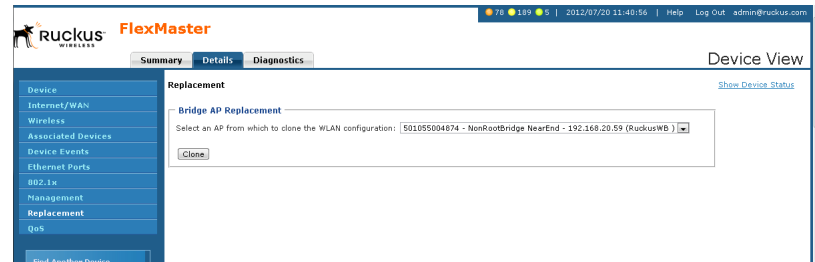 78 189 5 | 2012/07/20 11:40:56 | Help Log Out admin@ruckus.com
RUCKUS WIRELESS
FlexMaster
Summary Details Diagnostics
Device View
Device
Internet/WAN
Wireless
Associated Devices
Device Events
Ethernet Ports
802.1x
Management
Replacement
QoS
Find Another Device
Replacement
Show Device Status
Bridge AP Replacement
Select an AP from which to clone the WLAN configuration: 501055004874 - NonRootBridge NearEnd - 192.168.20.59 (RuckusWB )
Clone